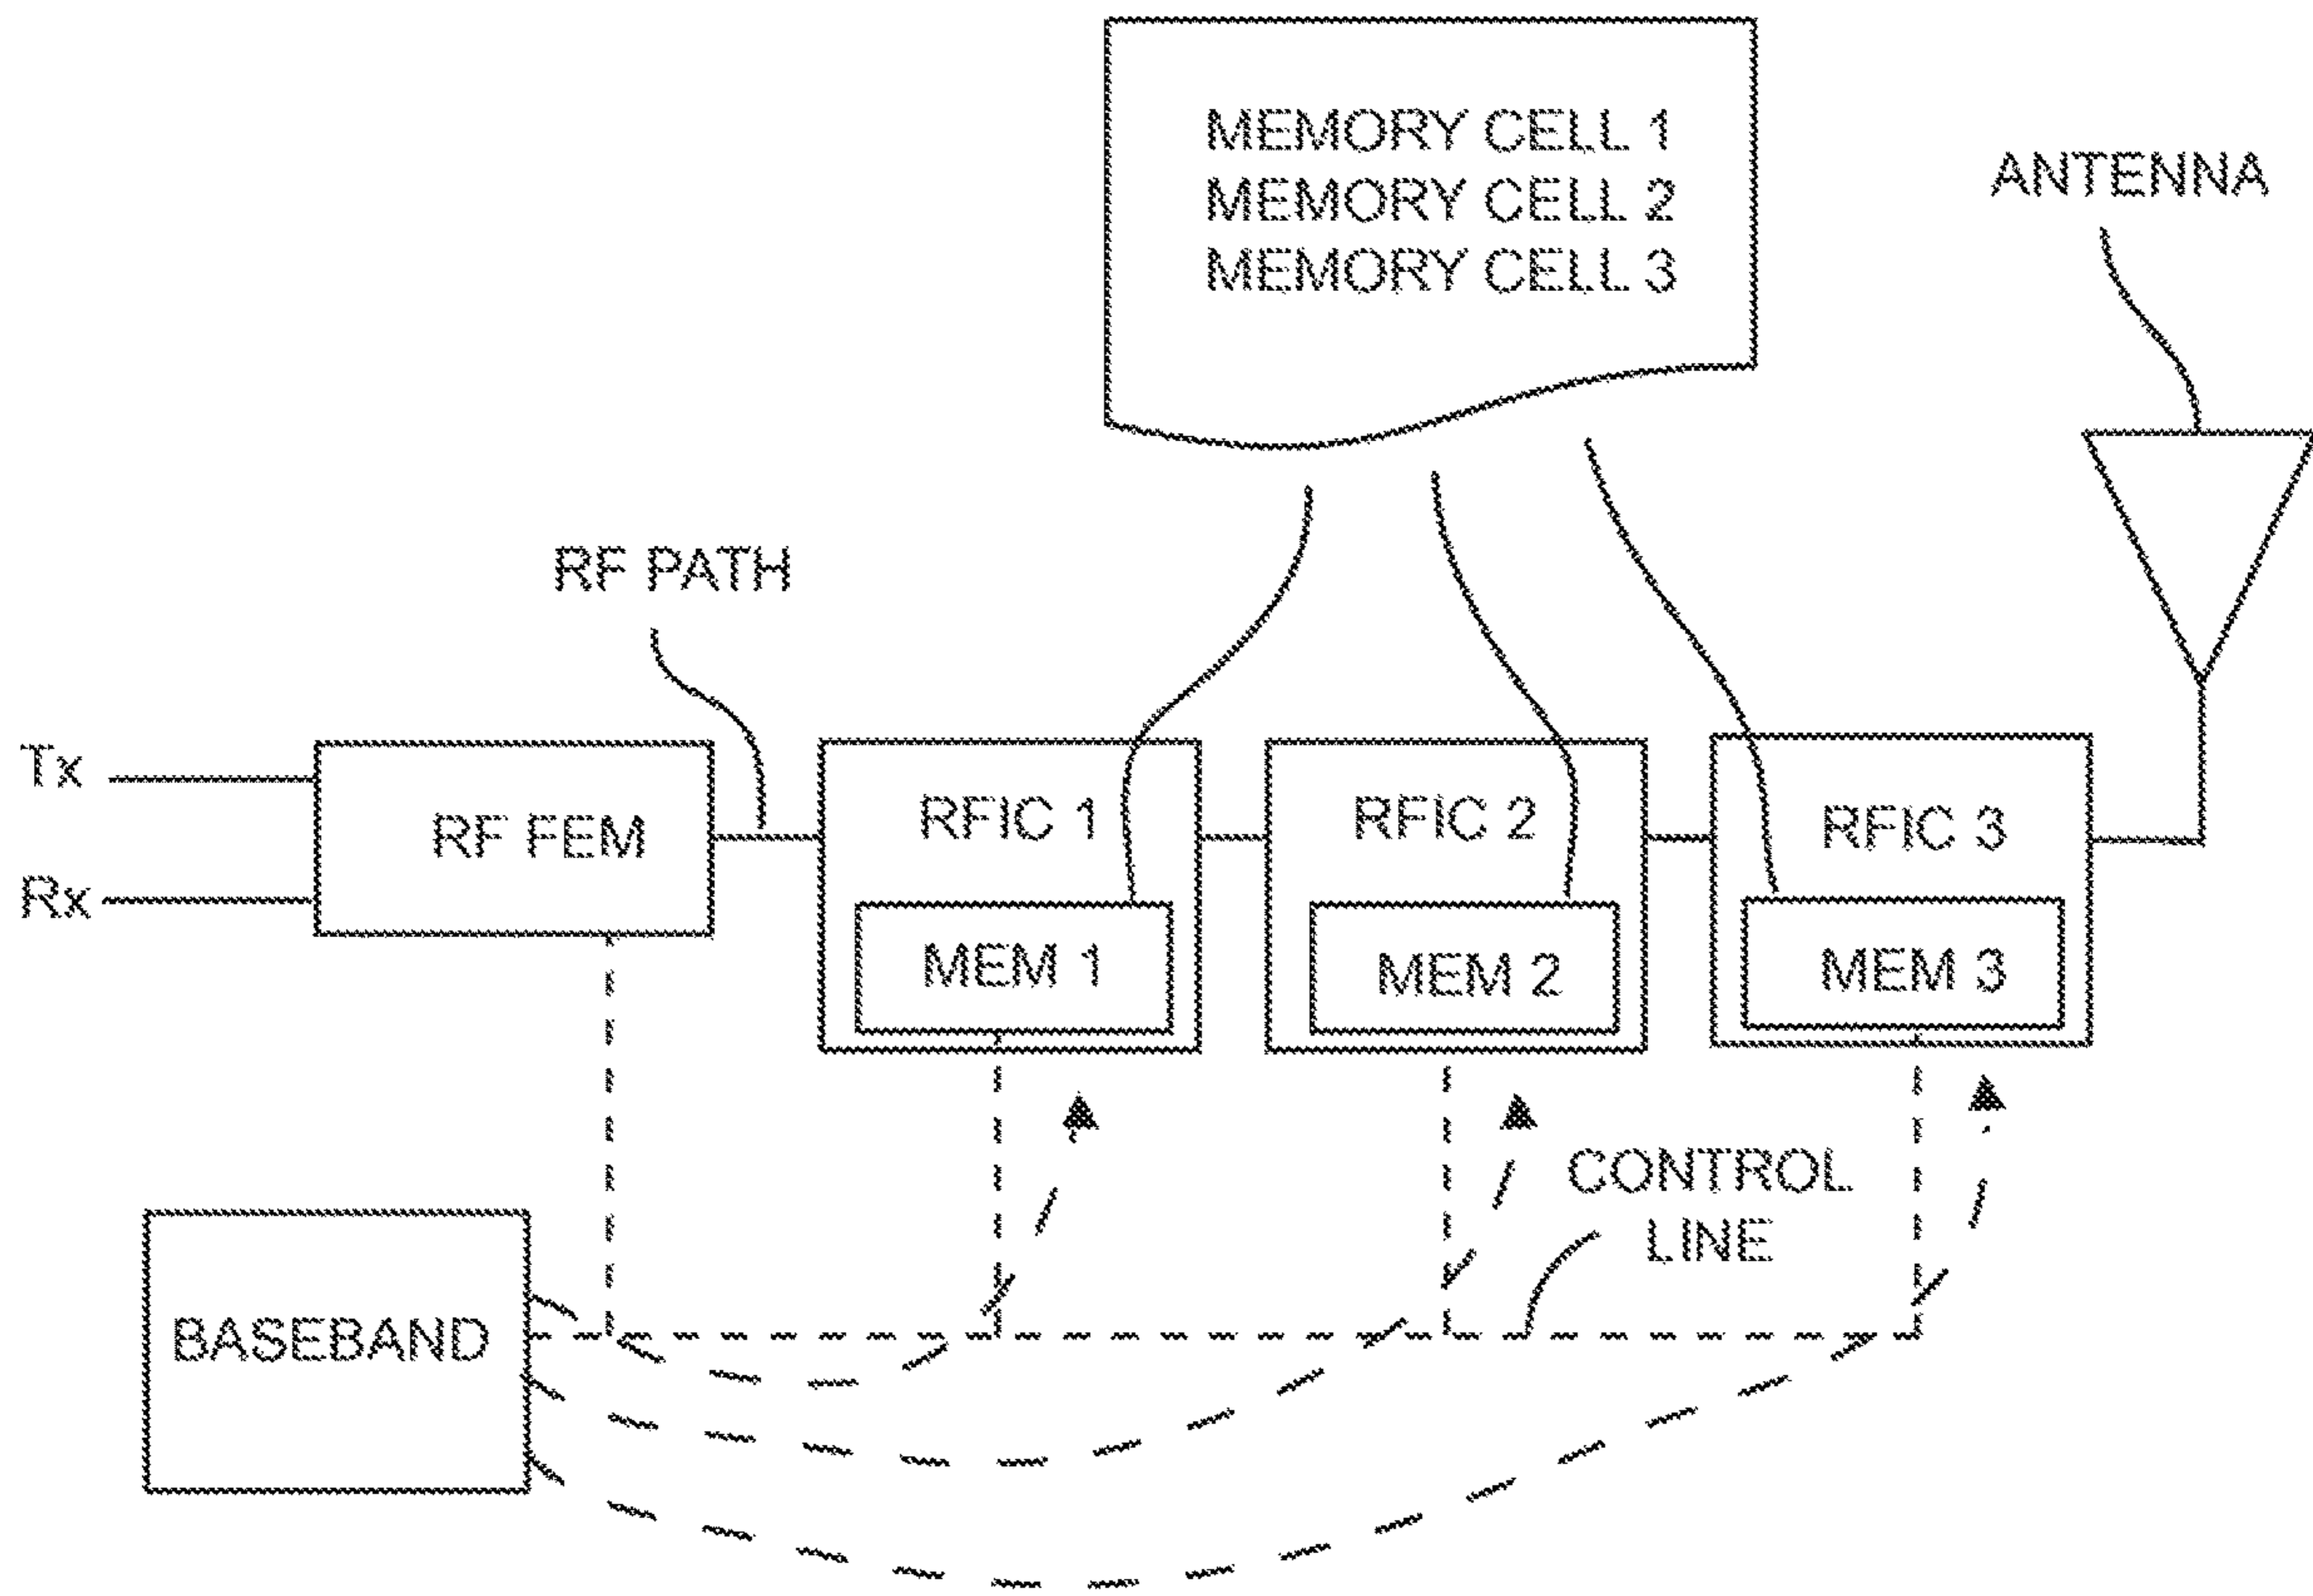 MEMORY CELL 1
MEMORY CELL 2
MEMORY CELL 3
ANTENNA
RF PATH
Tx
Rx
RF FEM
RFIC 1
MEM 1
RFIC 2
MEM 2
RFIC 3
MEM 3
CONTROL
LINE
BASEBAND